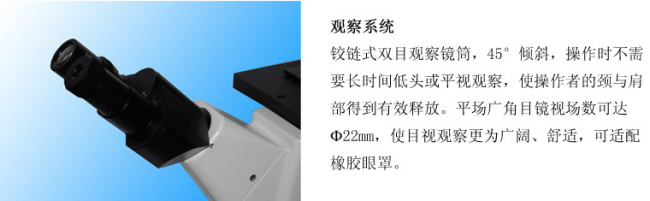 观察系统
铰链式双目观察镜筒，45°倾斜，操作时不需
要长时间低头或平视观察，使操作者的颈与肩
部得到有效释放。平场广角目镜视场数可达
Φ22mm，使目视观察更为广阔、舒适，可适配
橡胶眼罩。